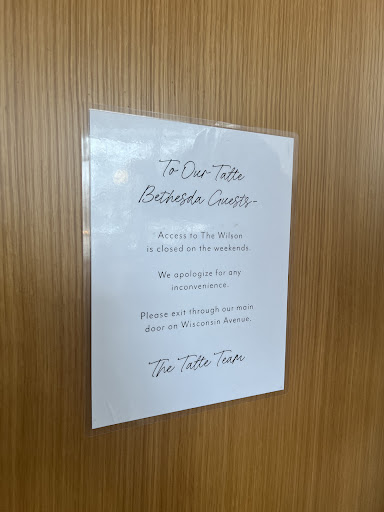 To Our Tatte
Bethesda Guests-
Access to The Wilson
is closed on the weekends.
We apologize for any
inconvenience.
Please exit through our main
door on Wisconsin Avenue.
The Tatte Team